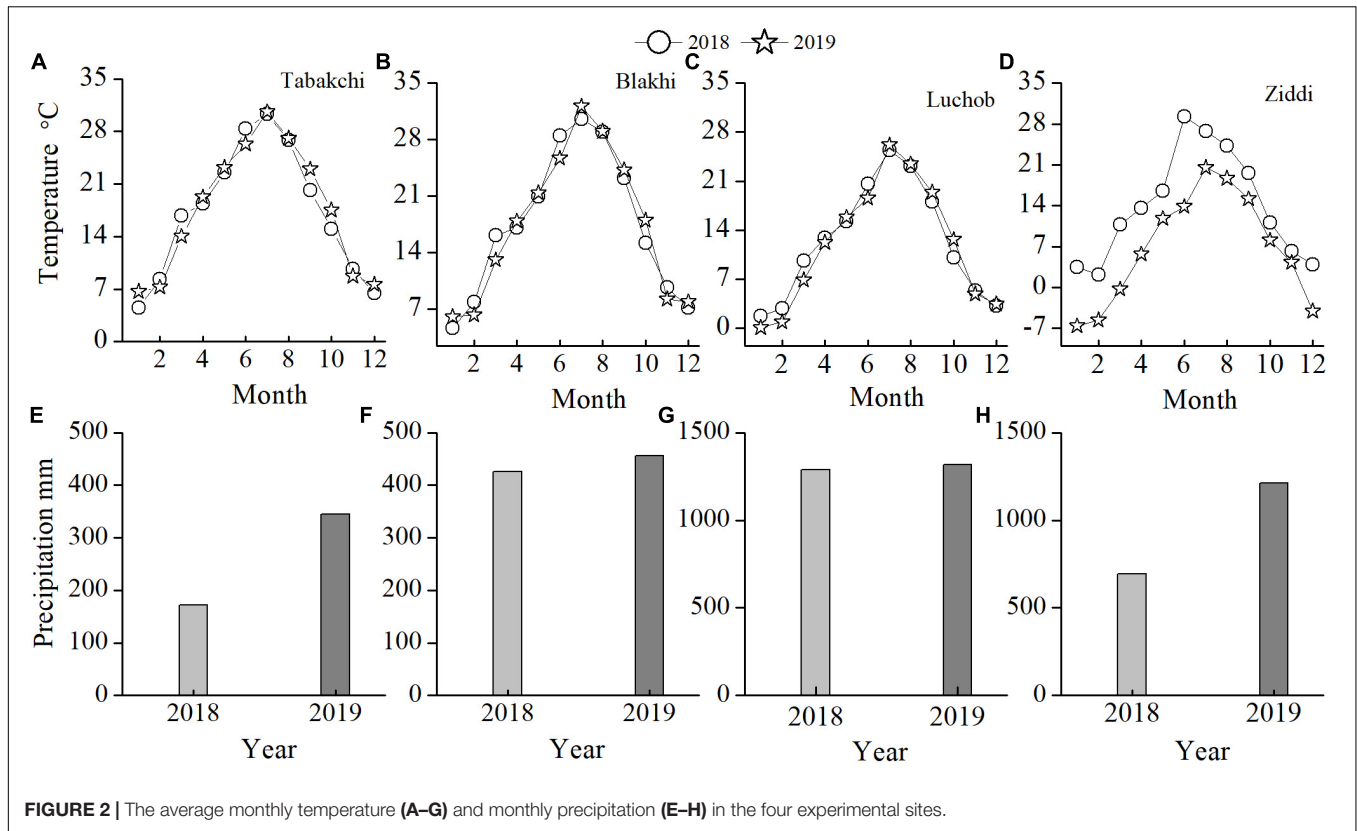 2018 2019
A B C D
Tabakchi Blakhi Luchob Ziddi
Temperature °C
35 28 21 14 7 0
2 4 6 8 10 12
Month
35 28 21 14 7
2 4 6 8 10 12
Month
35 28 21 14 7 0
2 4 6 8 10 12
Month
35 28 21 14 7 0 -7
2 4 6 8 10 12
Month
E F G H
Precipitation mm
500 400 300 200 100 0
2018 2019
Year
500 400 300 200 100 0
2018 2019
Year
1500 1000 500 0
2018 2019
Year
1500 1000 500 0
2018 2019
Year
FIGURE 2 | The average monthly temperature (A–G) and monthly precipitation (E–H) in the four experimental sites.